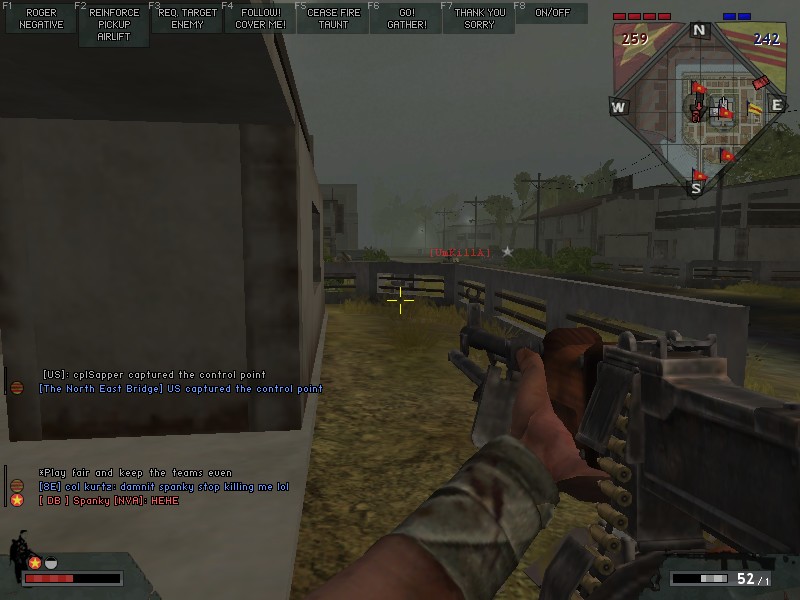 F1 F2 F3 F4 F5 F6 F7 F8
ROGER NEGATIVE
REINFORCE PICKUP AIRLIFT
REQ. TARGET ENEMY
FOLLOW! COVER ME!
CEASE FIRE TAUNT
GO! GATHER!
THANK YOU SORRY
ON/OFF
259
242
N
W
E
S
[US]: cplSapper captured the control point
[The North East Bridge] US captured the control point
*Play fair and keep the teams even
[8E] col kurtz: damnit spanky stop killing me lol
[ DB ] Spanky [NVA]: HEHE
52/1